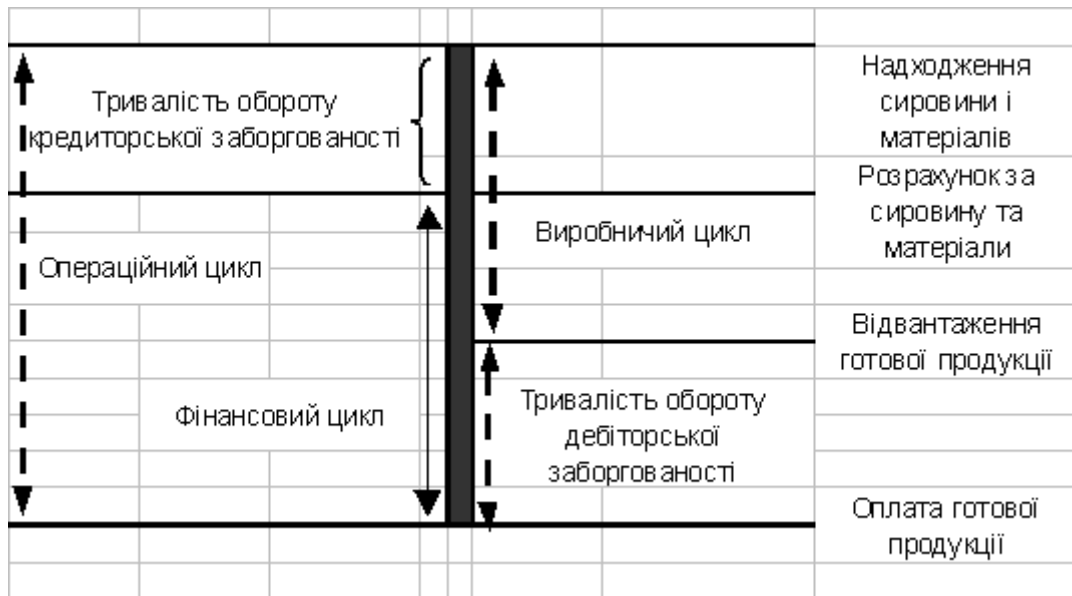 Тривалість обороту
кредиторської заборгованості
Надходження
сировини і
матеріалів
Розрахунок за
сировину та
матеріали
Виробничий цикл
Операційний цикл
Відвантаження
готової продукції
Фінансовий цикл
Тривалість обороту
дебіторської
заборгованості
Оплата готової
продукції